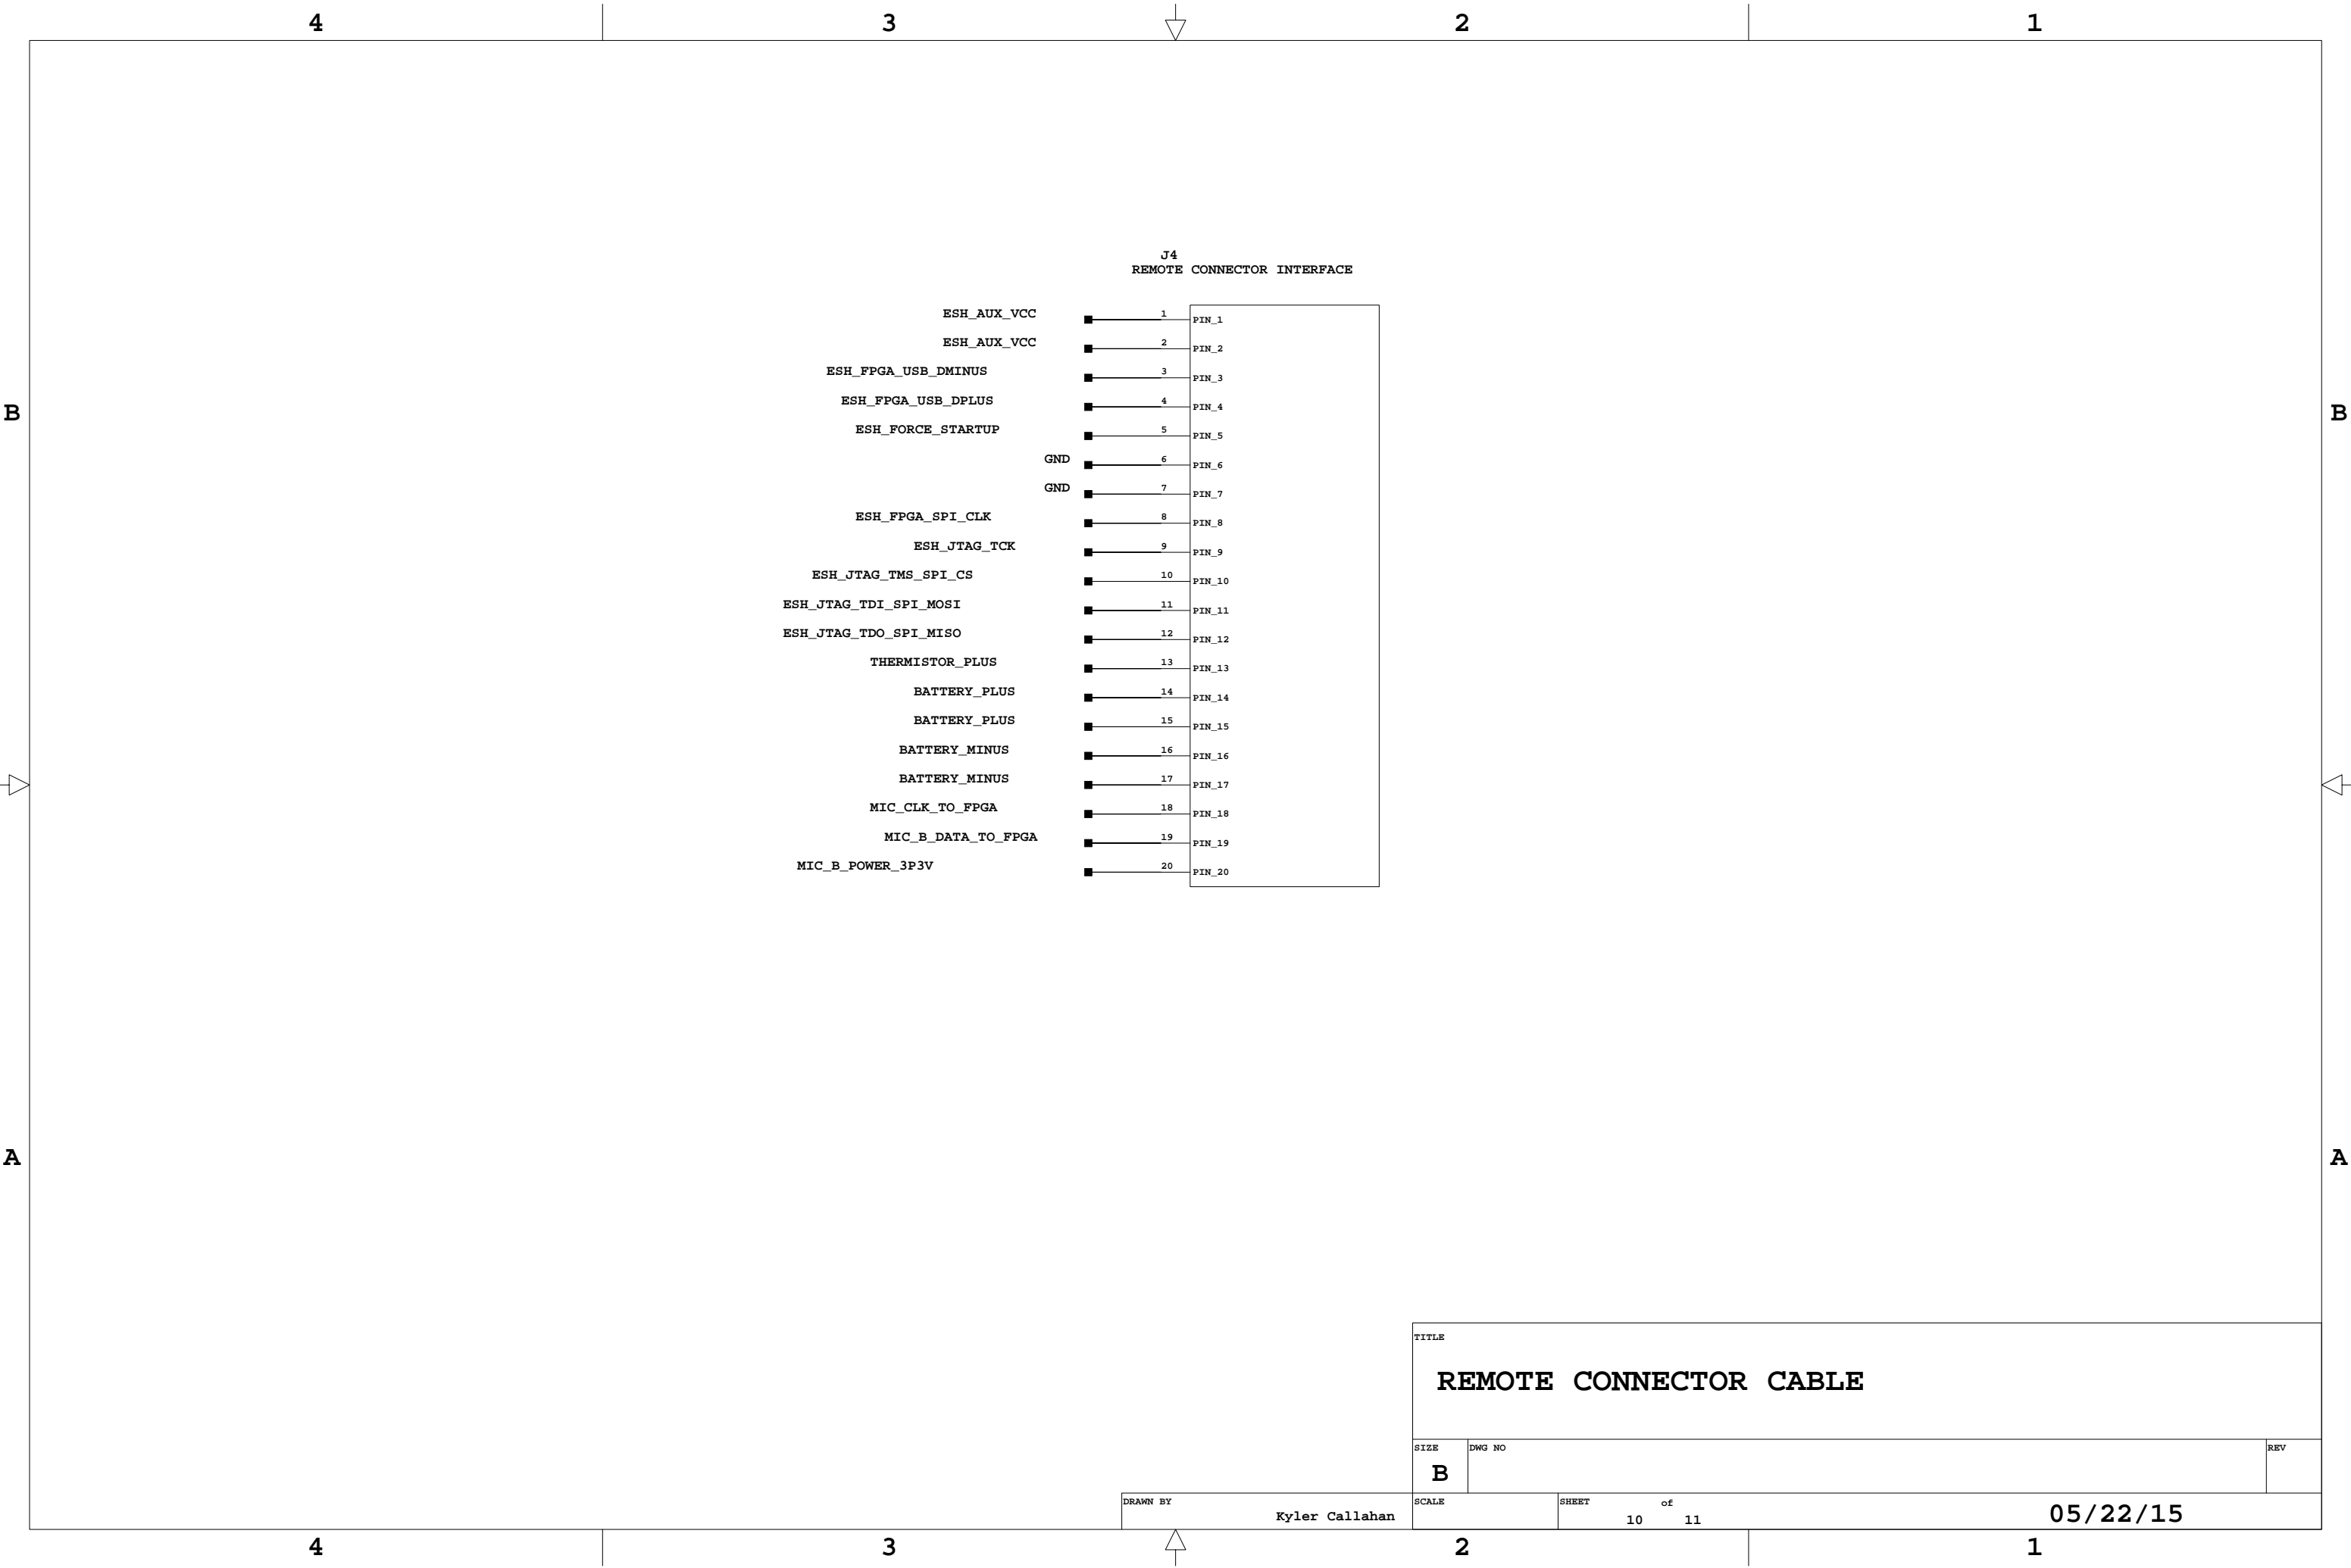 4 3 2 1
J4
REMOTE CONNECTOR INTERFACE
ESH_AUX_VCC 1 PIN_1
ESH_AUX_VCC 2 PIN_2
ESH_FPGA_USB_DMINUS 3 PIN_3
ESH_FPGA_USB_DPLUS 4 PIN_4
B B
ESH_FORCE_STARTUP 5 PIN_5
GND 6 PIN_6
GND 7 PIN_7
ESH_FPGA_SPI_CLK 8 PIN_8
ESH_JTAG_TCK 9 PIN_9
ESH_JTAG_TMS_SPI_CS 10 PIN_10
ESH_JTAG_TDI_SPI_MOSI 11 PIN_11
ESH_JTAG_TDO_SPI_MISO 12 PIN_12
THERMISTOR_PLUS 13 PIN_13
BATTERY_PLUS 14 PIN_14
BATTERY_PLUS 15 PIN_15
BATTERY_MINUS 16 PIN_16
BATTERY_MINUS 17 PIN_17
MIC_CLK_TO_FPGA 18 PIN_18
MIC_B_DATA_TO_FPGA 19 PIN_19
MIC_B_POWER_3P3V 20 PIN_20
A A
TITLE
REMOTE CONNECTOR CABLE
SIZE DWG NO REV
B
DRAWN BY SCALE SHEET of
Kyler Callahan 10 11 05/22/15
4 3 2 1